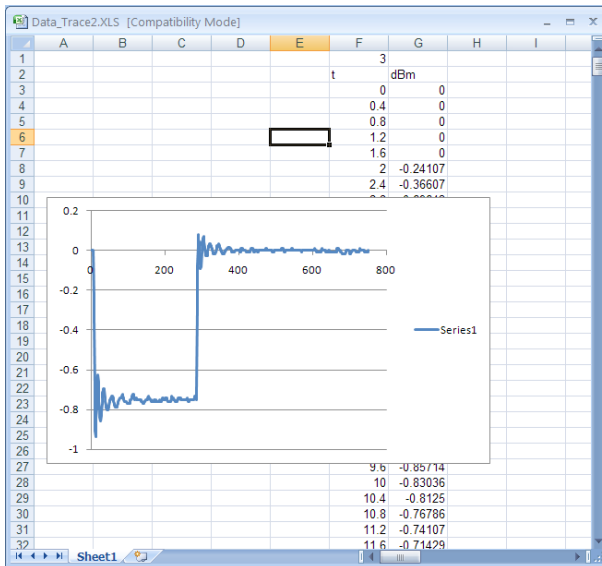 Data_Trace2.XLS [Compatibility Mode]
A B C D E F G H I
1 3
2 t dBm
3 0 0
4 0.4 0
5 0.8 0
6 1.2 0
7 1.6 0
8 2 -0.24107
9 2.4 -0.36607
10
11
12
13
14
15
16
17
18
19
20
21
22
23
24
25
26
0.2
0
-0.2
-0.4
-0.6
-0.8
-1
0 200 400 600 800
Series1
27 9.6 -0.85714
28 10 -0.83036
29 10.4 -0.8125
30 10.8 -0.76786
31 11.2 -0.74107
32 11.6 -0.71429
Sheet1